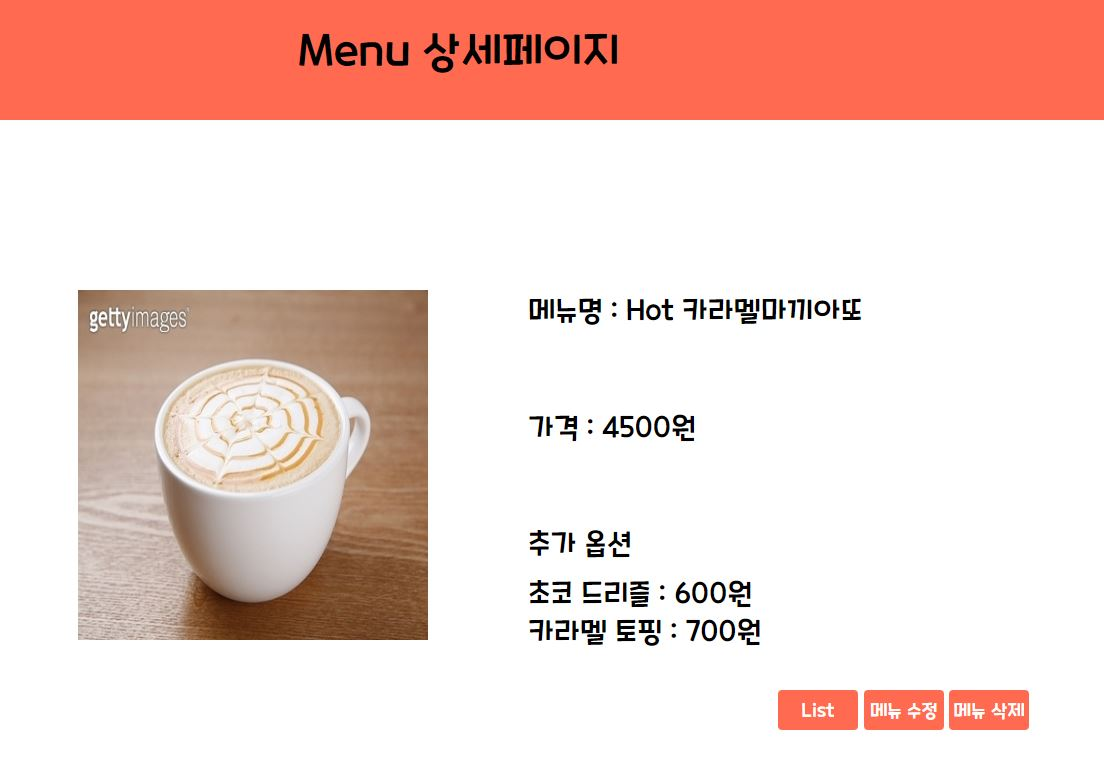 Menu 상세페이지
gettyimages
메뉴명 : Hot 카라멜마끼아또
가격 : 4500원
추가 옵션
초코 드리즐 : 600원
카라멜 토핑 : 700원
List 메뉴 수정 메뉴 삭제